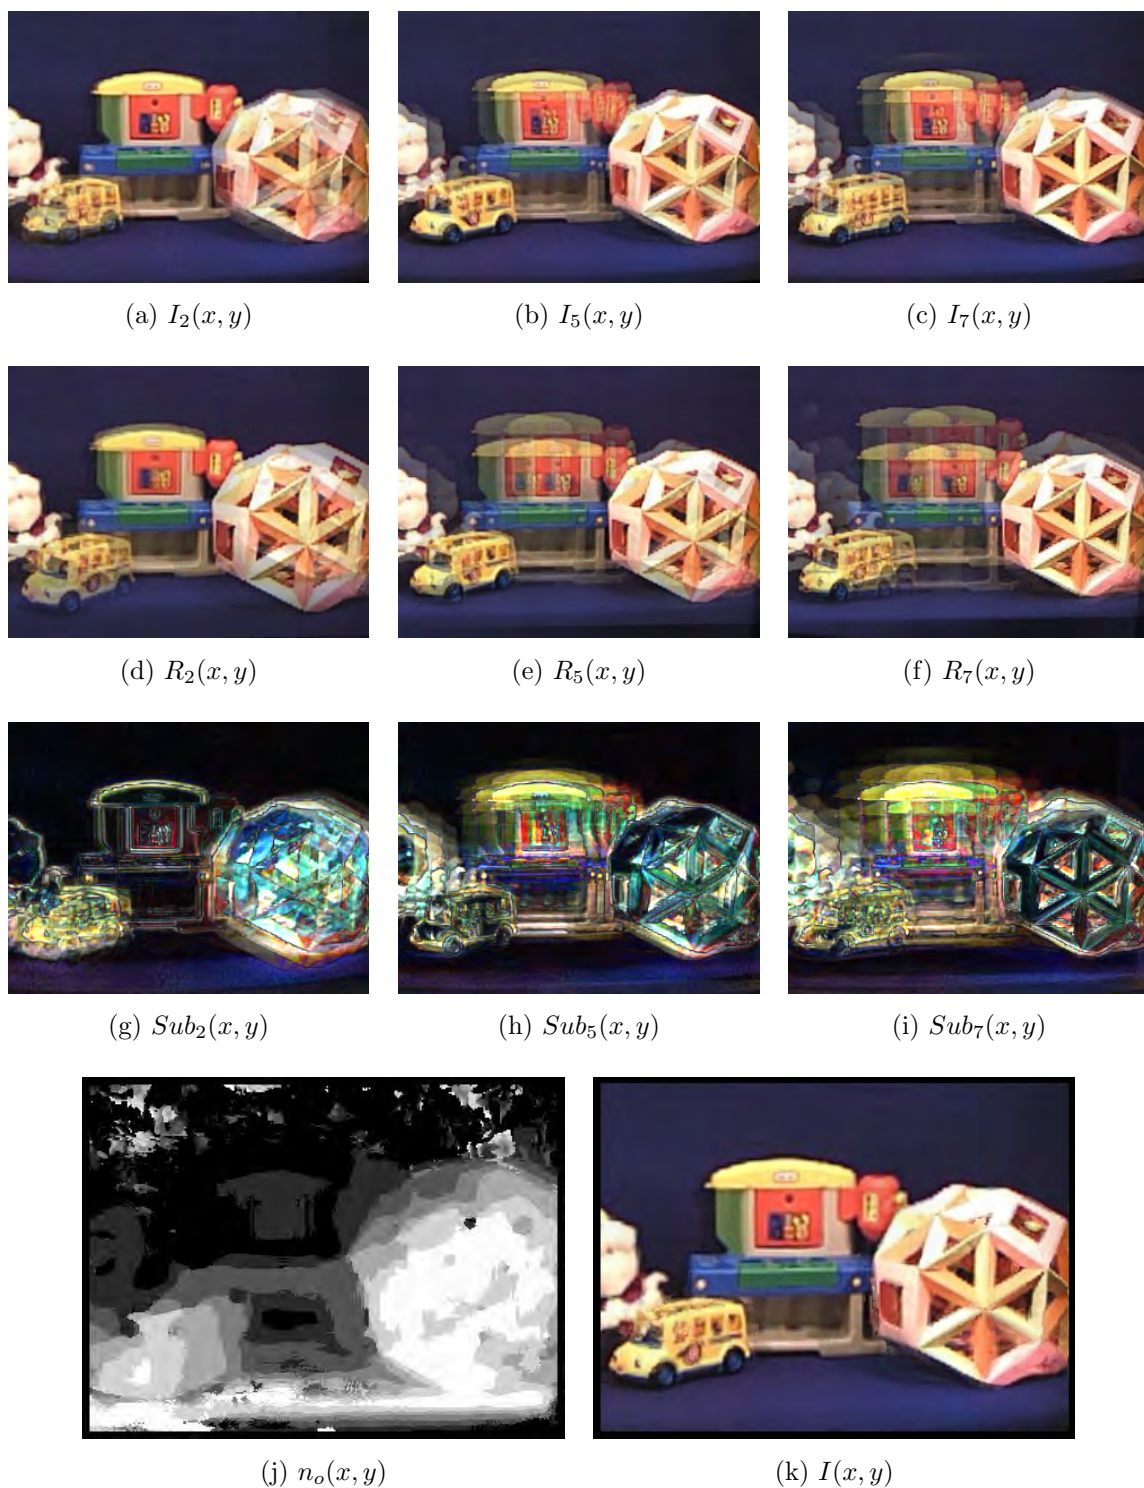 (a) I₂(x, y) (b) I₅(x, y) (c) I₇(x, y)
(d) R₂(x, y) (e) R₅(x, y) (f) R₇(x, y)
(g) Sub₂(x, y) (h) Sub₅(x, y) (i) Sub₇(x, y)
(j) nₒ(x, y) (k) I(x, y)